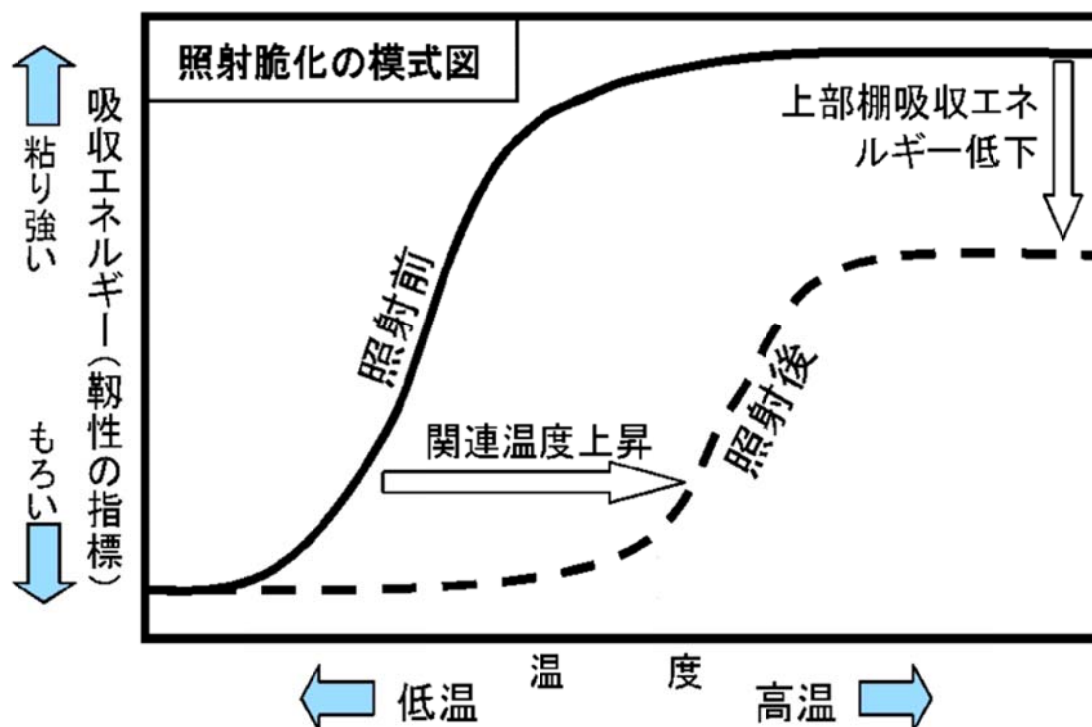 照射脆化の模式図
吸収エネルギー(靱性の指標)
粘り強い
もろい
上部棚吸収エネ
ルギー低下
照射前
照射後
関連温度上昇
温度
低温
高温